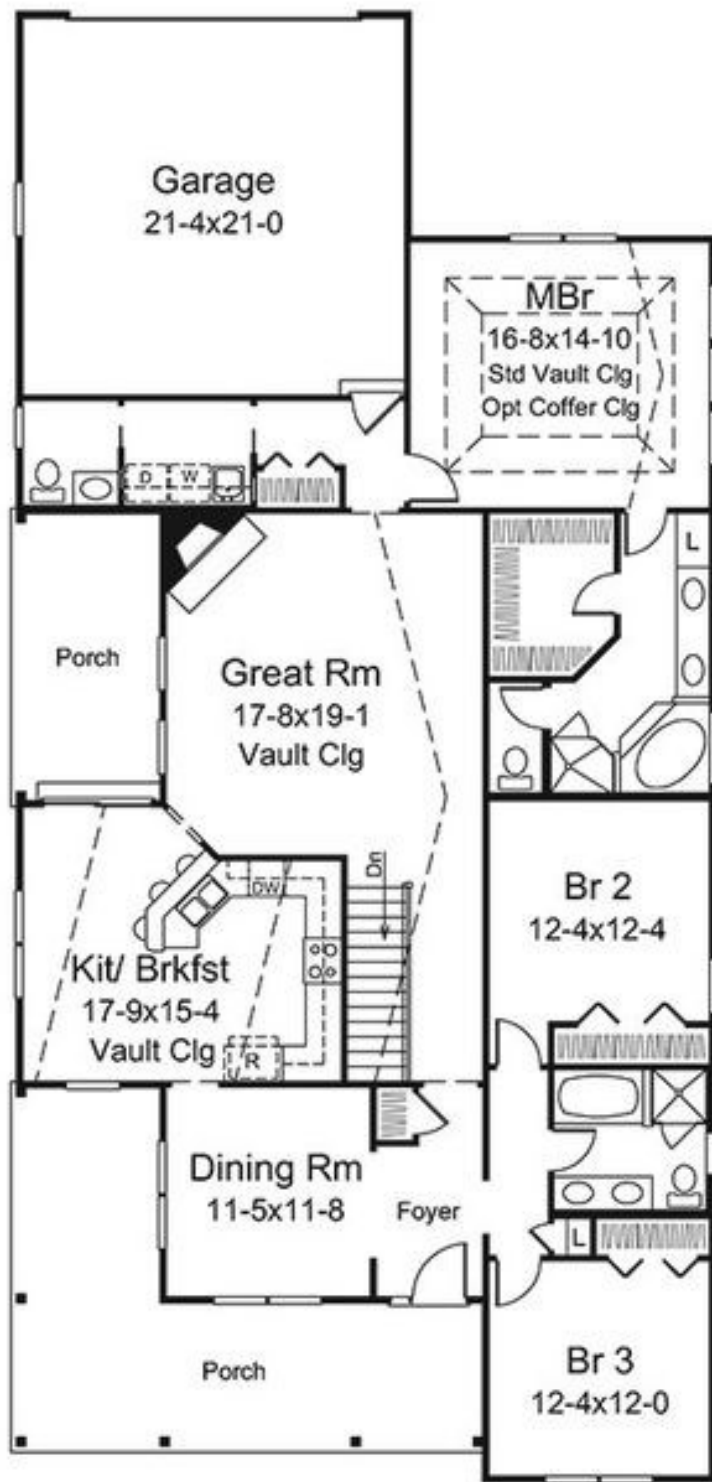 Garage
21-4x21-0
MBr
16-8x14-10
Std Vault Clg
Opt Coffer Clg
D
W
L
Porch
Great Rm
17-8x19-1
Vault Clg
Dn
DW
Br 2
12-4x12-4
Kit/ Brkfst
17-9x15-4
Vault Clg
R
Dining Rm
11-5x11-8
Foyer
L
Porch
Br 3
12-4x12-0